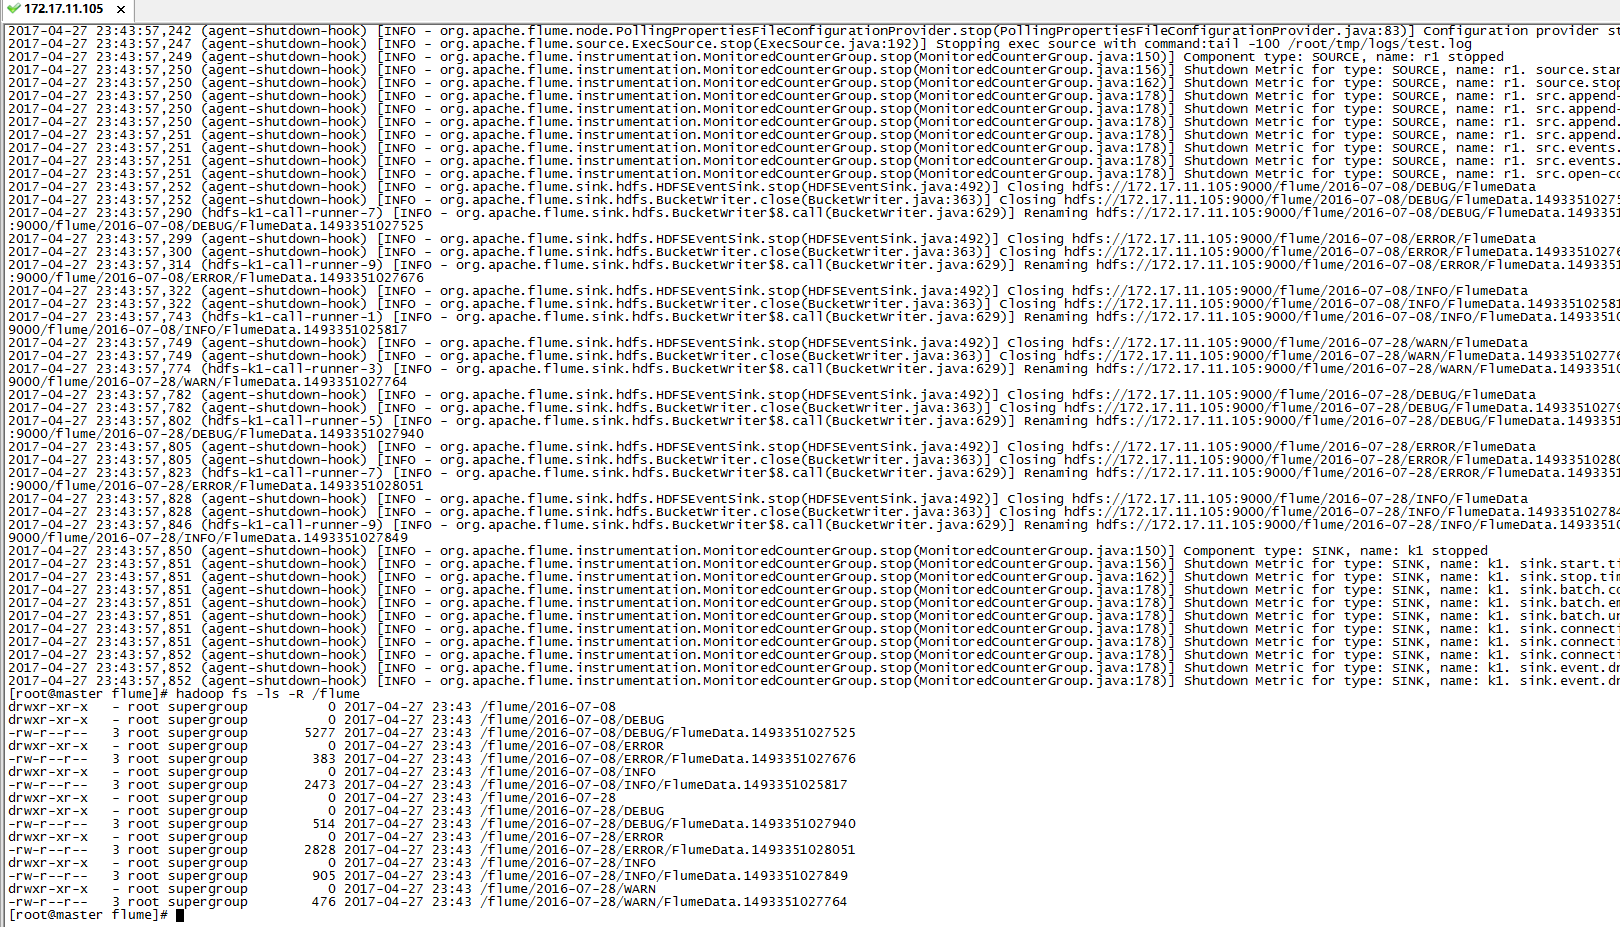 172.17.11.105 ×
2017-04-27 23:43:57,242 (agent-shutdown-hook) [INFO - org.apache.flume.node.PollingPropertiesFileConfigurationProvider.stop(PollingPropertiesFileConfigurationProvider.java:83)] Configuration provider st
2017-04-27 23:43:57,247 (agent-shutdown-hook) [INFO - org.apache.flume.source.ExecSource.stop(ExecSource.java:192)] Stopping exec source with command:tail -100 /root/tmp/logs/test.log
2017-04-27 23:43:57,249 (agent-shutdown-hook) [INFO - org.apache.flume.instrumentation.MonitoredCounterGroup.stop(MonitoredCounterGroup.java:150)] Component type: SOURCE, name: r1 stopped
2017-04-27 23:43:57,250 (agent-shutdown-hook) [INFO - org.apache.flume.instrumentation.MonitoredCounterGroup.stop(MonitoredCounterGroup.java:156)] Shutdown Metric for type: SOURCE, name: r1. source.star
2017-04-27 23:43:57,250 (agent-shutdown-hook) [INFO - org.apache.flume.instrumentation.MonitoredCounterGroup.stop(MonitoredCounterGroup.java:162)] Shutdown Metric for type: SOURCE, name: r1. source.stop
2017-04-27 23:43:57,250 (agent-shutdown-hook) [INFO - org.apache.flume.instrumentation.MonitoredCounterGroup.stop(MonitoredCounterGroup.java:178)] Shutdown Metric for type: SOURCE, name: r1. src.append-
2017-04-27 23:43:57,250 (agent-shutdown-hook) [INFO - org.apache.flume.instrumentation.MonitoredCounterGroup.stop(MonitoredCounterGroup.java:178)] Shutdown Metric for type: SOURCE, name: r1. src.append-
2017-04-27 23:43:57,250 (agent-shutdown-hook) [INFO - org.apache.flume.instrumentation.MonitoredCounterGroup.stop(MonitoredCounterGroup.java:178)] Shutdown Metric for type: SOURCE, name: r1. src.append.
2017-04-27 23:43:57,251 (agent-shutdown-hook) [INFO - org.apache.flume.instrumentation.MonitoredCounterGroup.stop(MonitoredCounterGroup.java:178)] Shutdown Metric for type: SOURCE, name: r1. src.append.
2017-04-27 23:43:57,251 (agent-shutdown-hook) [INFO - org.apache.flume.instrumentation.MonitoredCounterGroup.stop(MonitoredCounterGroup.java:178)] Shutdown Metric for type: SOURCE, name: r1. src.events.
2017-04-27 23:43:57,251 (agent-shutdown-hook) [INFO - org.apache.flume.instrumentation.MonitoredCounterGroup.stop(MonitoredCounterGroup.java:178)] Shutdown Metric for type: SOURCE, name: r1. src.events.
2017-04-27 23:43:57,251 (agent-shutdown-hook) [INFO - org.apache.flume.instrumentation.MonitoredCounterGroup.stop(MonitoredCounterGroup.java:178)] Shutdown Metric for type: SOURCE, name: r1. src.open-co
2017-04-27 23:43:57,252 (agent-shutdown-hook) [INFO - org.apache.flume.sink.hdfs.HDFSEventSink.stop(HDFSEventSink.java:492)] Closing hdfs://172.17.11.105:9000/flume/2016-07-08/DEBUG/FlumeData
2017-04-27 23:43:57,252 (agent-shutdown-hook) [INFO - org.apache.flume.sink.hdfs.BucketWriter.close(BucketWriter.java:363)] Closing hdfs://172.17.11.105:9000/flume/2016-07-08/DEBUG/FlumeData.149335102752
2017-04-27 23:43:57,290 (hdfs-k1-call-runner-7) [INFO - org.apache.flume.sink.hdfs.BucketWriter$8.call(BucketWriter.java:629)] Renaming hdfs://172.17.11.105:9000/flume/2016-07-08/DEBUG/FlumeData.149335
:9000/flume/2016-07-08/DEBUG/FlumeData.1493351027525
2017-04-27 23:43:57,299 (agent-shutdown-hook) [INFO - org.apache.flume.sink.hdfs.HDFSEventSink.stop(HDFSEventSink.java:492)] Closing hdfs://172.17.11.105:9000/flume/2016-07-08/ERROR/FlumeData
2017-04-27 23:43:57,300 (agent-shutdown-hook) [INFO - org.apache.flume.sink.hdfs.BucketWriter.close(BucketWriter.java:363)] Closing hdfs://172.17.11.105:9000/flume/2016-07-08/ERROR/FlumeData.14933510276
2017-04-27 23:43:57,314 (hdfs-k1-call-runner-9) [INFO - org.apache.flume.sink.hdfs.BucketWriter$8.call(BucketWriter.java:629)] Renaming hdfs://172.17.11.105:9000/flume/2016-07-08/ERROR/FlumeData.149335
:9000/flume/2016-07-08/ERROR/FlumeData.1493351027676
2017-04-27 23:43:57,322 (agent-shutdown-hook) [INFO - org.apache.flume.sink.hdfs.HDFSEventSink.stop(HDFSEventSink.java:492)] Closing hdfs://172.17.11.105:9000/flume/2016-07-08/INFO/FlumeData
2017-04-27 23:43:57,322 (agent-shutdown-hook) [INFO - org.apache.flume.sink.hdfs.BucketWriter.close(BucketWriter.java:363)] Closing hdfs://172.17.11.105:9000/flume/2016-07-08/INFO/FlumeData.149335102581
2017-04-27 23:43:57,743 (hdfs-k1-call-runner-1) [INFO - org.apache.flume.sink.hdfs.BucketWriter$8.call(BucketWriter.java:629)] Renaming hdfs://172.17.11.105:9000/flume/2016-07-08/INFO/FlumeData.1493351
9000/flume/2016-07-08/INFO/FlumeData.1493351025817
2017-04-27 23:43:57,749 (agent-shutdown-hook) [INFO - org.apache.flume.sink.hdfs.HDFSEventSink.stop(HDFSEventSink.java:492)] Closing hdfs://172.17.11.105:9000/flume/2016-07-28/WARN/FlumeData
2017-04-27 23:43:57,749 (agent-shutdown-hook) [INFO - org.apache.flume.sink.hdfs.BucketWriter.close(BucketWriter.java:363)] Closing hdfs://172.17.11.105:9000/flume/2016-07-28/WARN/FlumeData.149335102776
2017-04-27 23:43:57,774 (hdfs-k1-call-runner-3) [INFO - org.apache.flume.sink.hdfs.BucketWriter$8.call(BucketWriter.java:629)] Renaming hdfs://172.17.11.105:9000/flume/2016-07-28/WARN/FlumeData.1493351
9000/flume/2016-07-28/WARN/FlumeData.1493351027764
2017-04-27 23:43:57,782 (agent-shutdown-hook) [INFO - org.apache.flume.sink.hdfs.HDFSEventSink.stop(HDFSEventSink.java:492)] Closing hdfs://172.17.11.105:9000/flume/2016-07-28/DEBUG/FlumeData
2017-04-27 23:43:57,782 (agent-shutdown-hook) [INFO - org.apache.flume.sink.hdfs.BucketWriter.close(BucketWriter.java:363)] Closing hdfs://172.17.11.105:9000/flume/2016-07-28/DEBUG/FlumeData.14933510279
2017-04-27 23:43:57,802 (hdfs-k1-call-runner-5) [INFO - org.apache.flume.sink.hdfs.BucketWriter$8.call(BucketWriter.java:629)] Renaming hdfs://172.17.11.105:9000/flume/2016-07-28/DEBUG/FlumeData.149335
:9000/flume/2016-07-28/DEBUG/FlumeData.1493351027940
2017-04-27 23:43:57,805 (agent-shutdown-hook) [INFO - org.apache.flume.sink.hdfs.HDFSEventSink.stop(HDFSEventSink.java:492)] Closing hdfs://172.17.11.105:9000/flume/2016-07-28/ERROR/FlumeData
2017-04-27 23:43:57,805 (agent-shutdown-hook) [INFO - org.apache.flume.sink.hdfs.BucketWriter.close(BucketWriter.java:363)] Closing hdfs://172.17.11.105:9000/flume/2016-07-28/ERROR/FlumeData.14933510280
2017-04-27 23:43:57,823 (hdfs-k1-call-runner-7) [INFO - org.apache.flume.sink.hdfs.BucketWriter$8.call(BucketWriter.java:629)] Renaming hdfs://172.17.11.105:9000/flume/2016-07-28/ERROR/FlumeData.149335
:9000/flume/2016-07-28/ERROR/FlumeData.1493351028051
2017-04-27 23:43:57,828 (agent-shutdown-hook) [INFO - org.apache.flume.sink.hdfs.HDFSEventSink.stop(HDFSEventSink.java:492)] Closing hdfs://172.17.11.105:9000/flume/2016-07-28/INFO/FlumeData
2017-04-27 23:43:57,828 (agent-shutdown-hook) [INFO - org.apache.flume.sink.hdfs.BucketWriter.close(BucketWriter.java:363)] Closing hdfs://172.17.11.105:9000/flume/2016-07-28/INFO/FlumeData.149335102784
2017-04-27 23:43:57,846 (hdfs-k1-call-runner-9) [INFO - org.apache.flume.sink.hdfs.BucketWriter$8.call(BucketWriter.java:629)] Renaming hdfs://172.17.11.105:9000/flume/2016-07-28/INFO/FlumeData.1493351
9000/flume/2016-07-28/INFO/FlumeData.1493351027849
2017-04-27 23:43:57,850 (agent-shutdown-hook) [INFO - org.apache.flume.instrumentation.MonitoredCounterGroup.stop(MonitoredCounterGroup.java:150)] Component type: SINK, name: k1 stopped
2017-04-27 23:43:57,851 (agent-shutdown-hook) [INFO - org.apache.flume.instrumentation.MonitoredCounterGroup.stop(MonitoredCounterGroup.java:156)] Shutdown Metric for type: SINK, name: k1. sink.start.ti
2017-04-27 23:43:57,851 (agent-shutdown-hook) [INFO - org.apache.flume.instrumentation.MonitoredCounterGroup.stop(MonitoredCounterGroup.java:162)] Shutdown Metric for type: SINK, name: k1. sink.stop.tim
2017-04-27 23:43:57,851 (agent-shutdown-hook) [INFO - org.apache.flume.instrumentation.MonitoredCounterGroup.stop(MonitoredCounterGroup.java:178)] Shutdown Metric for type: SINK, name: k1. sink.batch.co
2017-04-27 23:43:57,851 (agent-shutdown-hook) [INFO - org.apache.flume.instrumentation.MonitoredCounterGroup.stop(MonitoredCounterGroup.java:178)] Shutdown Metric for type: SINK, name: k1. sink.batch.em
2017-04-27 23:43:57,851 (agent-shutdown-hook) [INFO - org.apache.flume.instrumentation.MonitoredCounterGroup.stop(MonitoredCounterGroup.java:178)] Shutdown Metric for type: SINK, name: k1. sink.batch.un
2017-04-27 23:43:57,851 (agent-shutdown-hook) [INFO - org.apache.flume.instrumentation.MonitoredCounterGroup.stop(MonitoredCounterGroup.java:178)] Shutdown Metric for type: SINK, name: k1. sink.connecti
2017-04-27 23:43:57,851 (agent-shutdown-hook) [INFO - org.apache.flume.instrumentation.MonitoredCounterGroup.stop(MonitoredCounterGroup.java:178)] Shutdown Metric for type: SINK, name: k1. sink.connecti
2017-04-27 23:43:57,852 (agent-shutdown-hook) [INFO - org.apache.flume.instrumentation.MonitoredCounterGroup.stop(MonitoredCounterGroup.java:178)] Shutdown Metric for type: SINK, name: k1. sink.connecti
2017-04-27 23:43:57,852 (agent-shutdown-hook) [INFO - org.apache.flume.instrumentation.MonitoredCounterGroup.stop(MonitoredCounterGroup.java:178)] Shutdown Metric for type: SINK, name: k1. sink.event.dr
2017-04-27 23:43:57,852 (agent-shutdown-hook) [INFO - org.apache.flume.instrumentation.MonitoredCounterGroup.stop(MonitoredCounterGroup.java:178)] Shutdown Metric for type: SINK, name: k1. sink.event.dr
[root@master flume]# hadoop fs -ls -R /flume
drwxr-xr-x   - root supergroup          0 2017-04-27 23:43 /flume/2016-07-08
drwxr-xr-x   - root supergroup          0 2017-04-27 23:43 /flume/2016-07-08/DEBUG
-rw-r--r--   3 root supergroup       5277 2017-04-27 23:43 /flume/2016-07-08/DEBUG/FlumeData.1493351027525
drwxr-xr-x   - root supergroup          0 2017-04-27 23:43 /flume/2016-07-08/ERROR
-rw-r--r--   3 root supergroup        383 2017-04-27 23:43 /flume/2016-07-08/ERROR/FlumeData.1493351027676
drwxr-xr-x   - root supergroup          0 2017-04-27 23:43 /flume/2016-07-08/INFO
-rw-r--r--   3 root supergroup       2473 2017-04-27 23:43 /flume/2016-07-08/INFO/FlumeData.1493351025817
drwxr-xr-x   - root supergroup          0 2017-04-27 23:43 /flume/2016-07-28
drwxr-xr-x   - root supergroup          0 2017-04-27 23:43 /flume/2016-07-28/DEBUG
-rw-r--r--   3 root supergroup        514 2017-04-27 23:43 /flume/2016-07-28/DEBUG/FlumeData.1493351027940
drwxr-xr-x   - root supergroup          0 2017-04-27 23:43 /flume/2016-07-28/ERROR
-rw-r--r--   3 root supergroup       2828 2017-04-27 23:43 /flume/2016-07-28/ERROR/FlumeData.1493351028051
drwxr-xr-x   - root supergroup          0 2017-04-27 23:43 /flume/2016-07-28/INFO
-rw-r--r--   3 root supergroup        905 2017-04-27 23:43 /flume/2016-07-28/INFO/FlumeData.1493351027849
drwxr-xr-x   - root supergroup          0 2017-04-27 23:43 /flume/2016-07-28/WARN
-rw-r--r--   3 root supergroup        476 2017-04-27 23:43 /flume/2016-07-28/WARN/FlumeData.1493351027764
[root@master flume]#